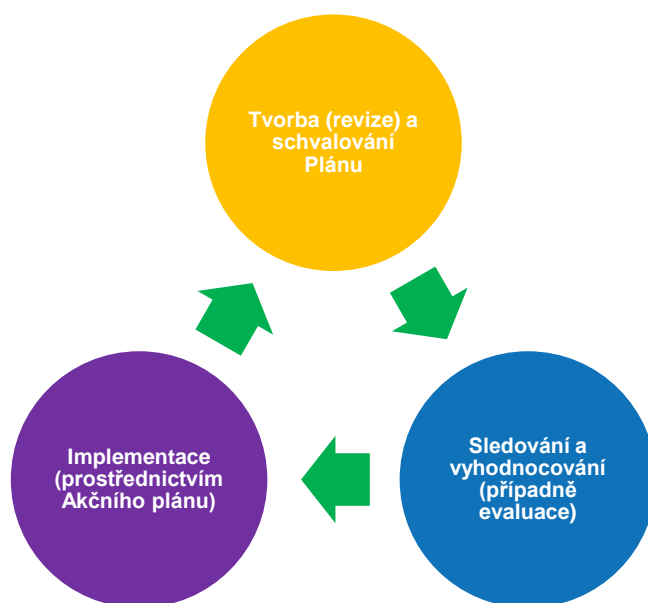 Tvorba (revize) a
schvalování
Plánu
Sledování a
vyhodnocování
(případně
evaluace)
Implementace
(prostřednictvím
Akčního plánu)